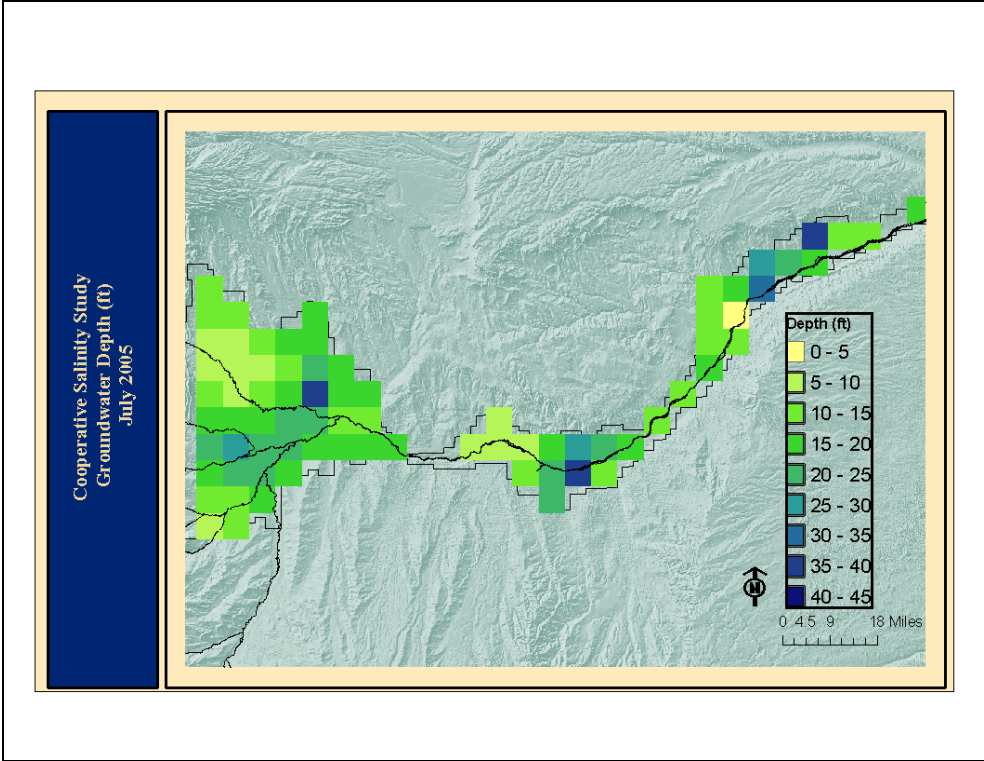 Cooperative Salinity Study
Groundwater Depth (ft)
July 2005
Depth (ft)
0 - 5
5 - 10
10 - 15
15 - 20
20 - 25
25 - 30
30 - 35
35 - 40
40 - 45
N
0 4.5 9 18 Miles